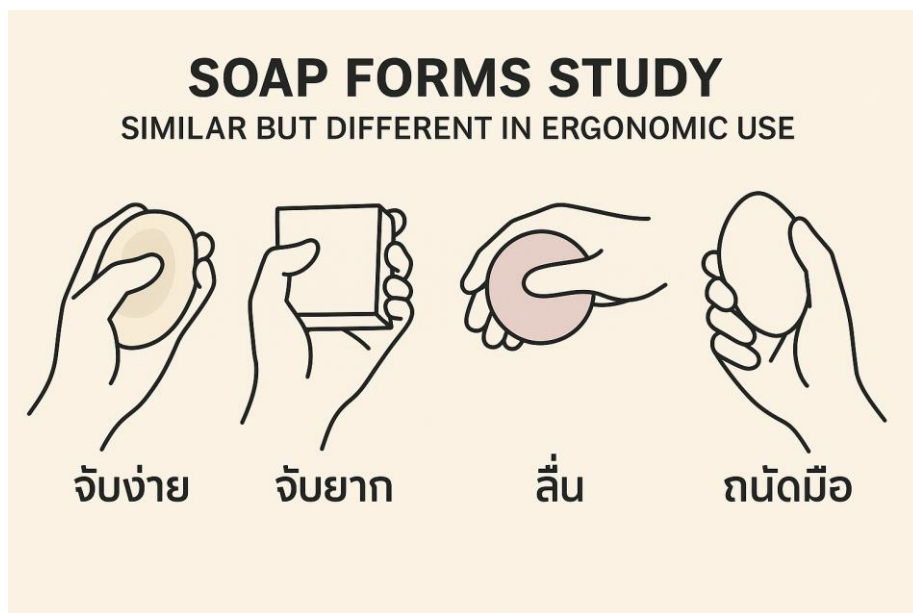 SOAP FORMS STUDY
SIMILAR BUT DIFFERENT IN ERGONOMIC USE
จับง่าย
จับยาก
ลื่น
ถนัดมือ